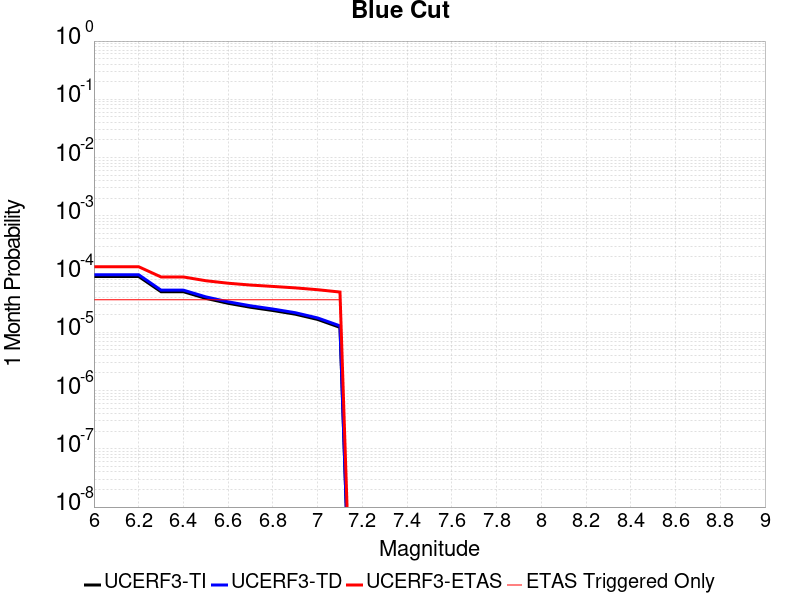 Blue Cut
10^0
10^-1
10^-2
10^-3
10^-4
10^-5
10^-6
10^-7
10^-8
1 Month Probability
6 6.2 6.4 6.6 6.8 7 7.2 7.4 7.6 7.8 8 8.2 8.4 8.6 8.8 9
Magnitude
UCERF3-TI UCERF3-TD UCERF3-ETAS ETAS Triggered Only